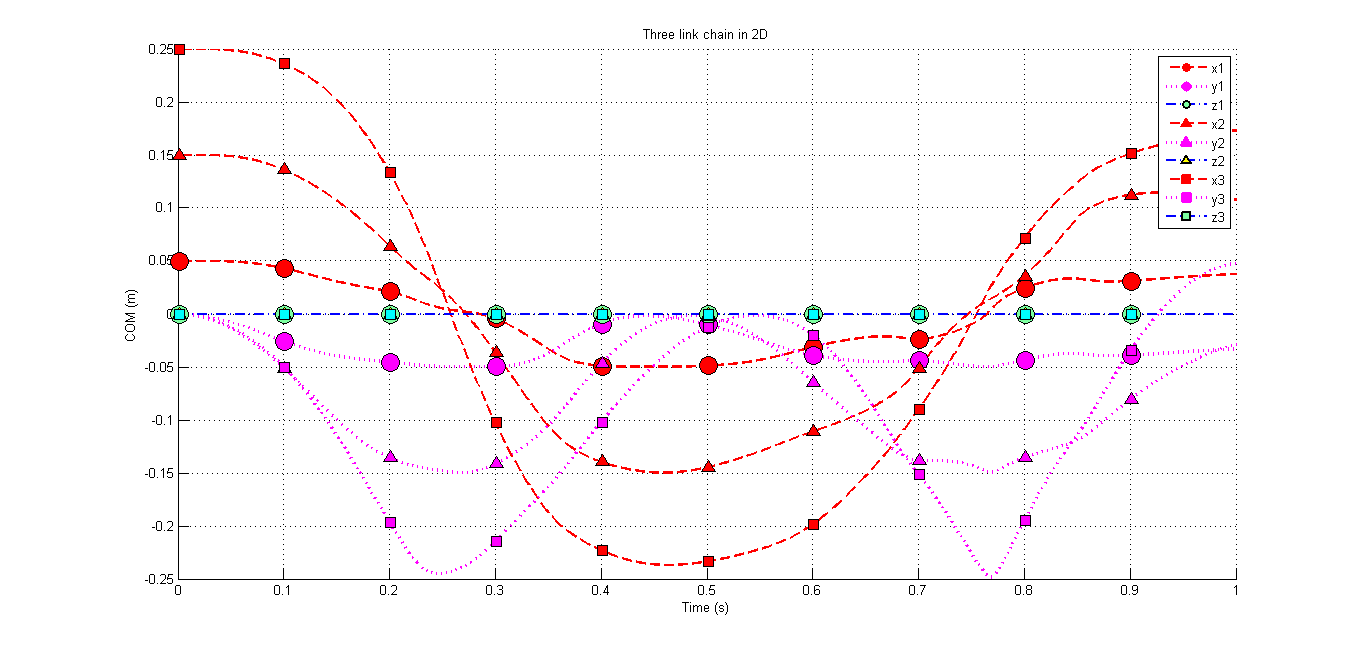 Three link chain in 2D
COM (m)
0.25
0.2
0.15
0.1
0.05
0
-0.05
-0.1
-0.15
-0.2
-0.25
0 0.1 0.2 0.3 0.4 0.5 0.6 0.7 0.8 0.9 1
Time (s)
x1
y1
z1
x2
y2
z2
x3
y3
z3